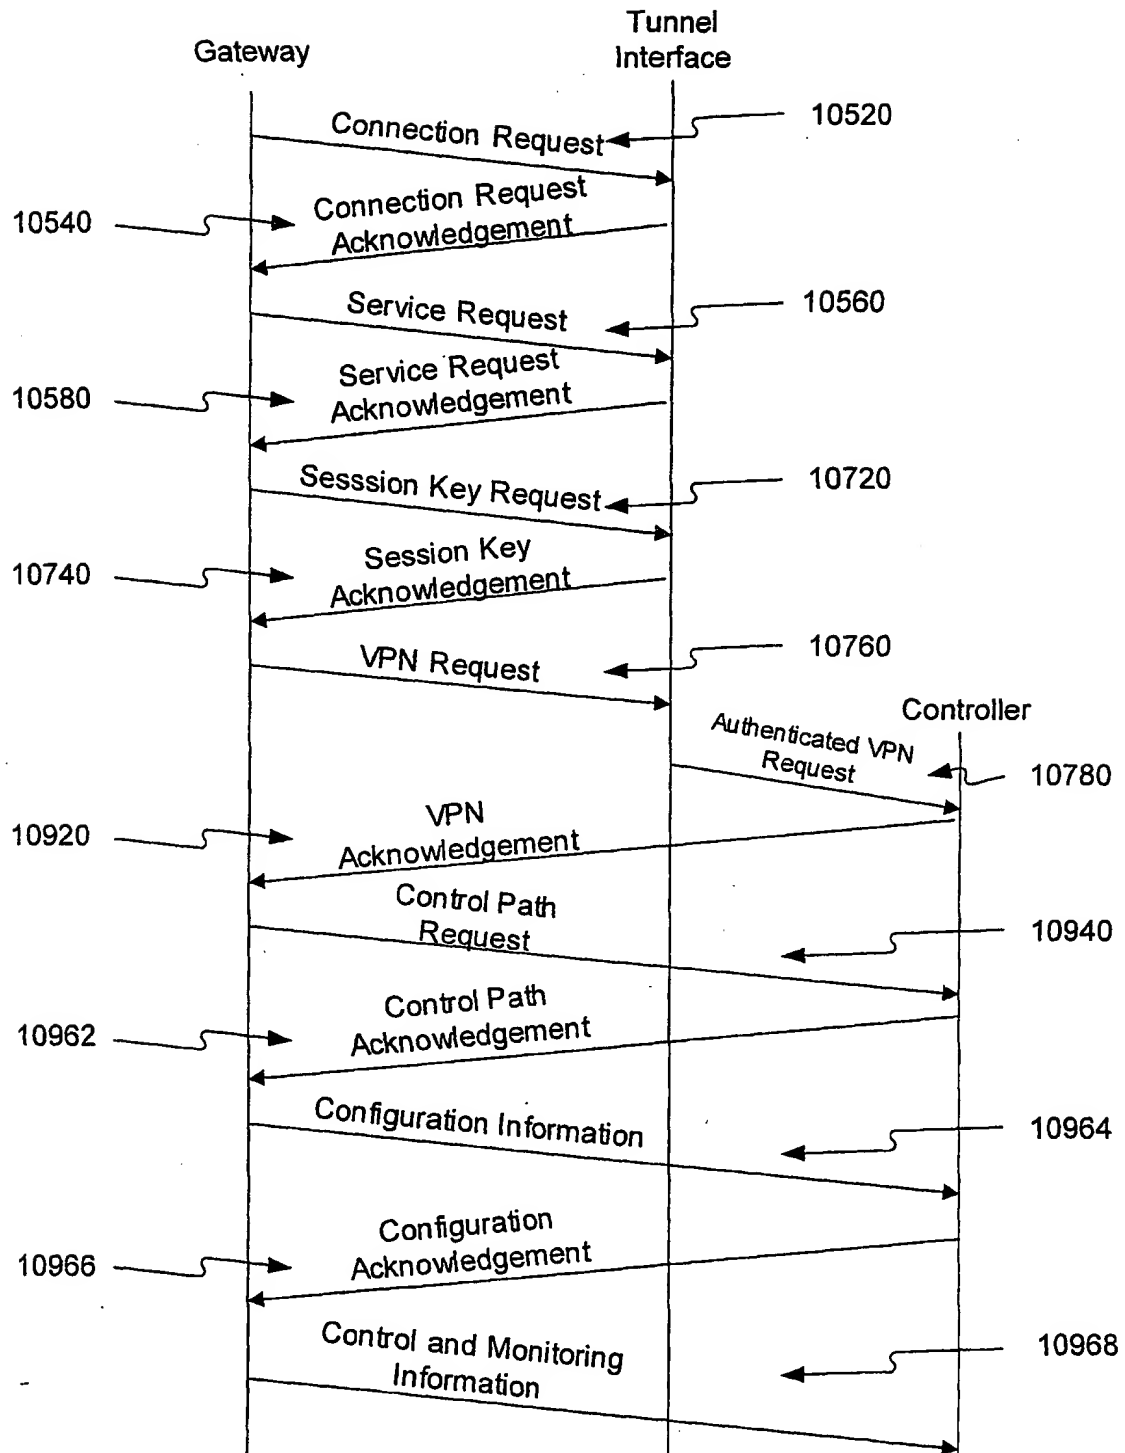 Tunnel
Interface
Gateway
10520
Connection Request
10540
Connection Request
Acknowledgement
10560
Service Request
10580
Service Request
Acknowledgement
10720
Sesssion Key Request
10740
Session Key
Acknowledgement
10760
VPN Request
Controller
Authenticated VPN
Request
10780
10920
VPN
Acknowledgement
Control Path
Request
10940
10962
Control Path
Acknowledgement
Configuration Information
10964
10966
Configuration
Acknowledgement
Control and Monitoring
Information
10968